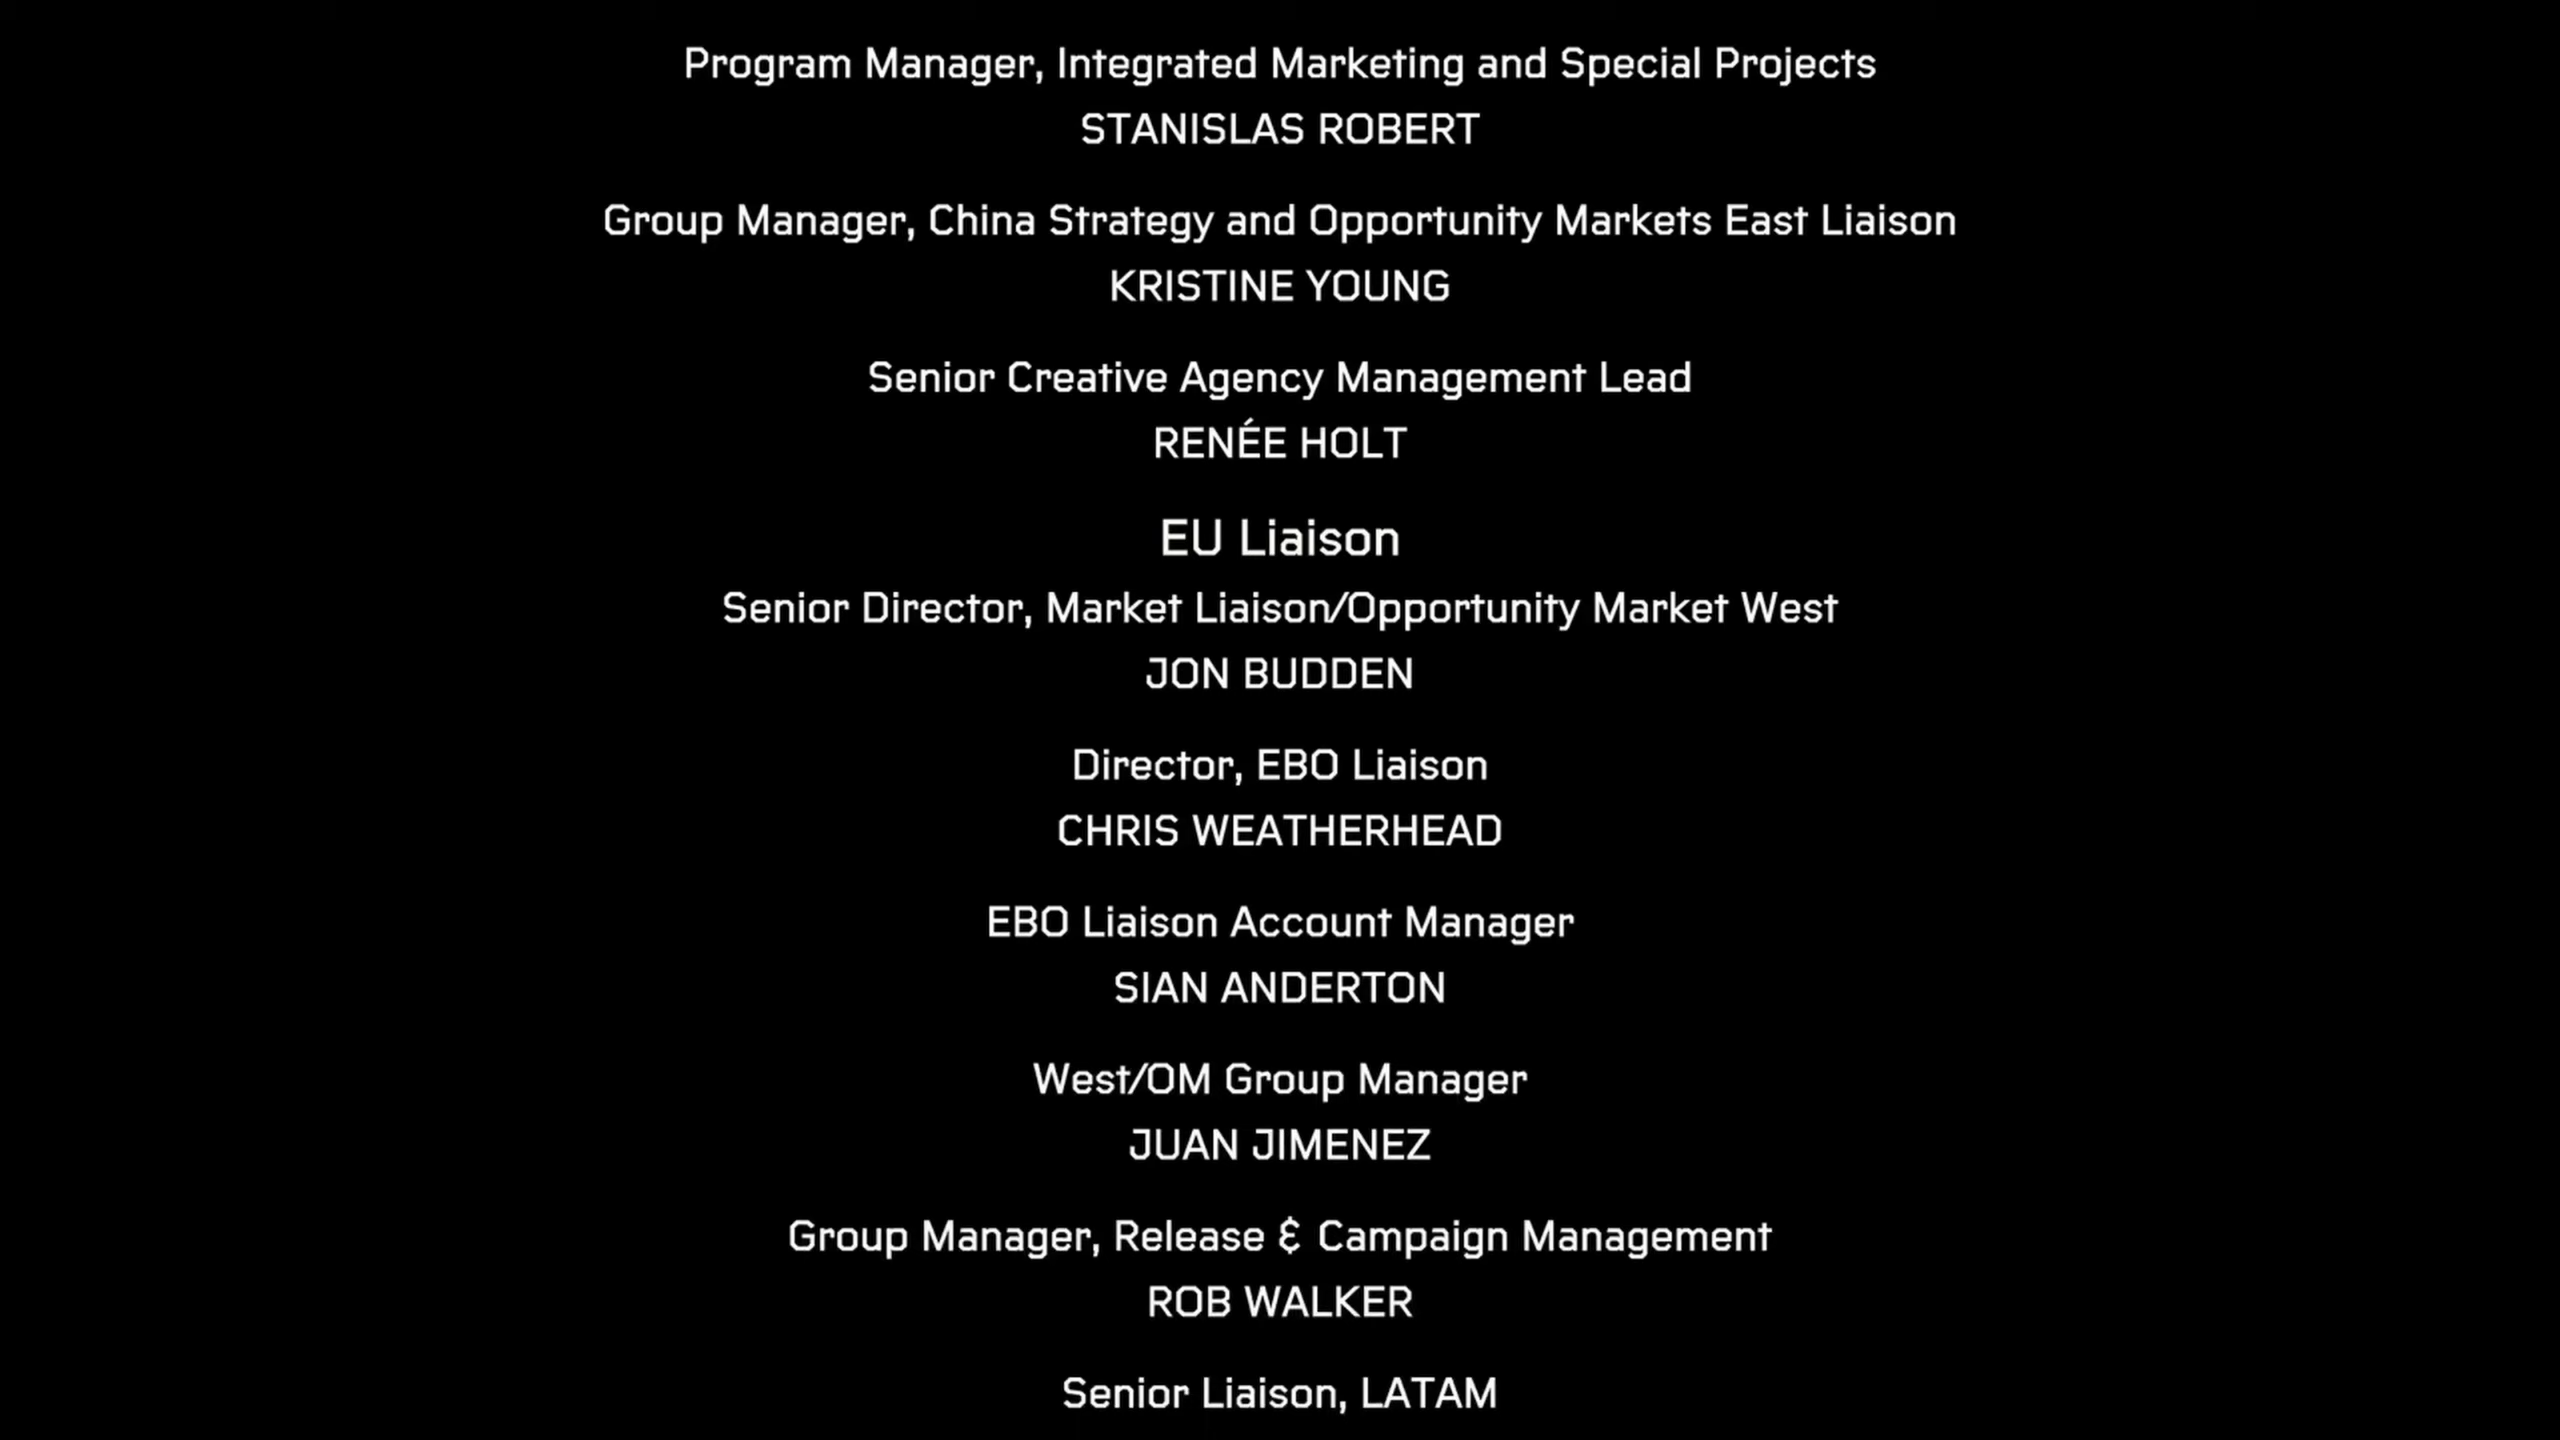 Program Manager, Integrated Marketing and Special Projects
STANISLAS ROBERT
Group Manager, China Strategy and Opportunity Markets East Liaison
KRISTINE YOUNG
Senior Creative Agency Management Lead
RENÉE HOLT
EU Liaison
Senior Director, Market Liaison/Opportunity Market West
JON BUDDEN
Director, EBO Liaison
CHRIS WEATHERHEAD
EBO Liaison Account Manager
SIAN ANDERTON
West/OM Group Manager
JUAN JIMENEZ
Group Manager, Release & Campaign Management
ROB WALKER
Senior Liaison, LATAM